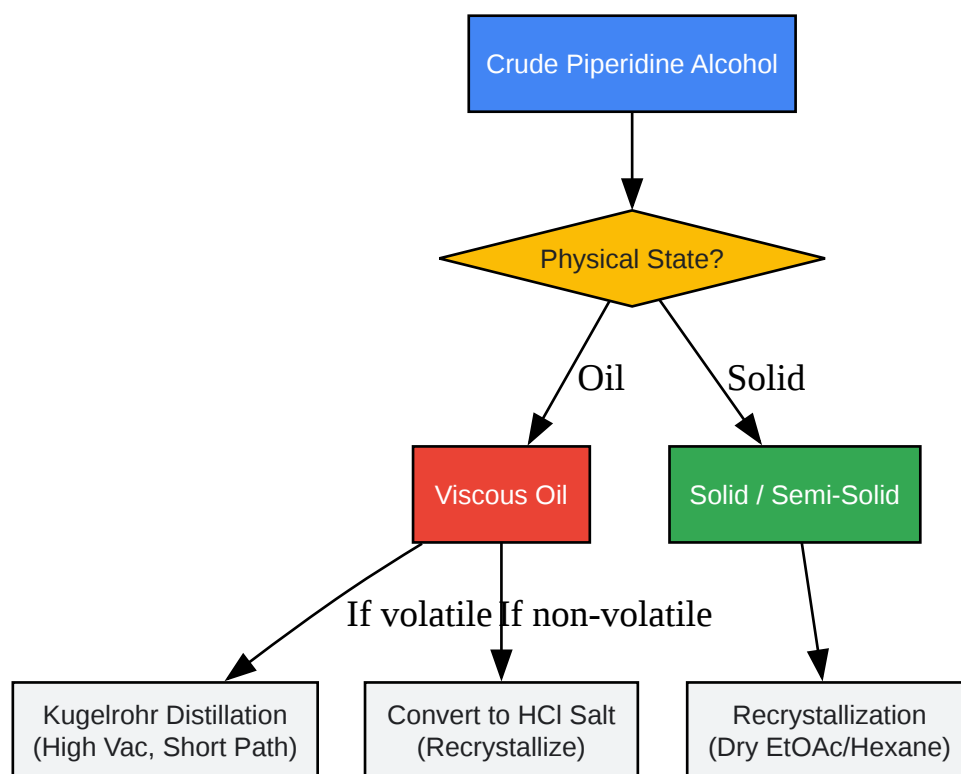 Crude Piperidine Alcohol
Physical State?
Oil
Solid
Viscous Oil
Solid / Semi-Solid
If volatile
If non-volatile
Kugelrohr Distillation
(High Vac, Short Path)
Convert to HCl Salt
(Recrystallize)
Recrystallization
(Dry EtOAc/Hexane)